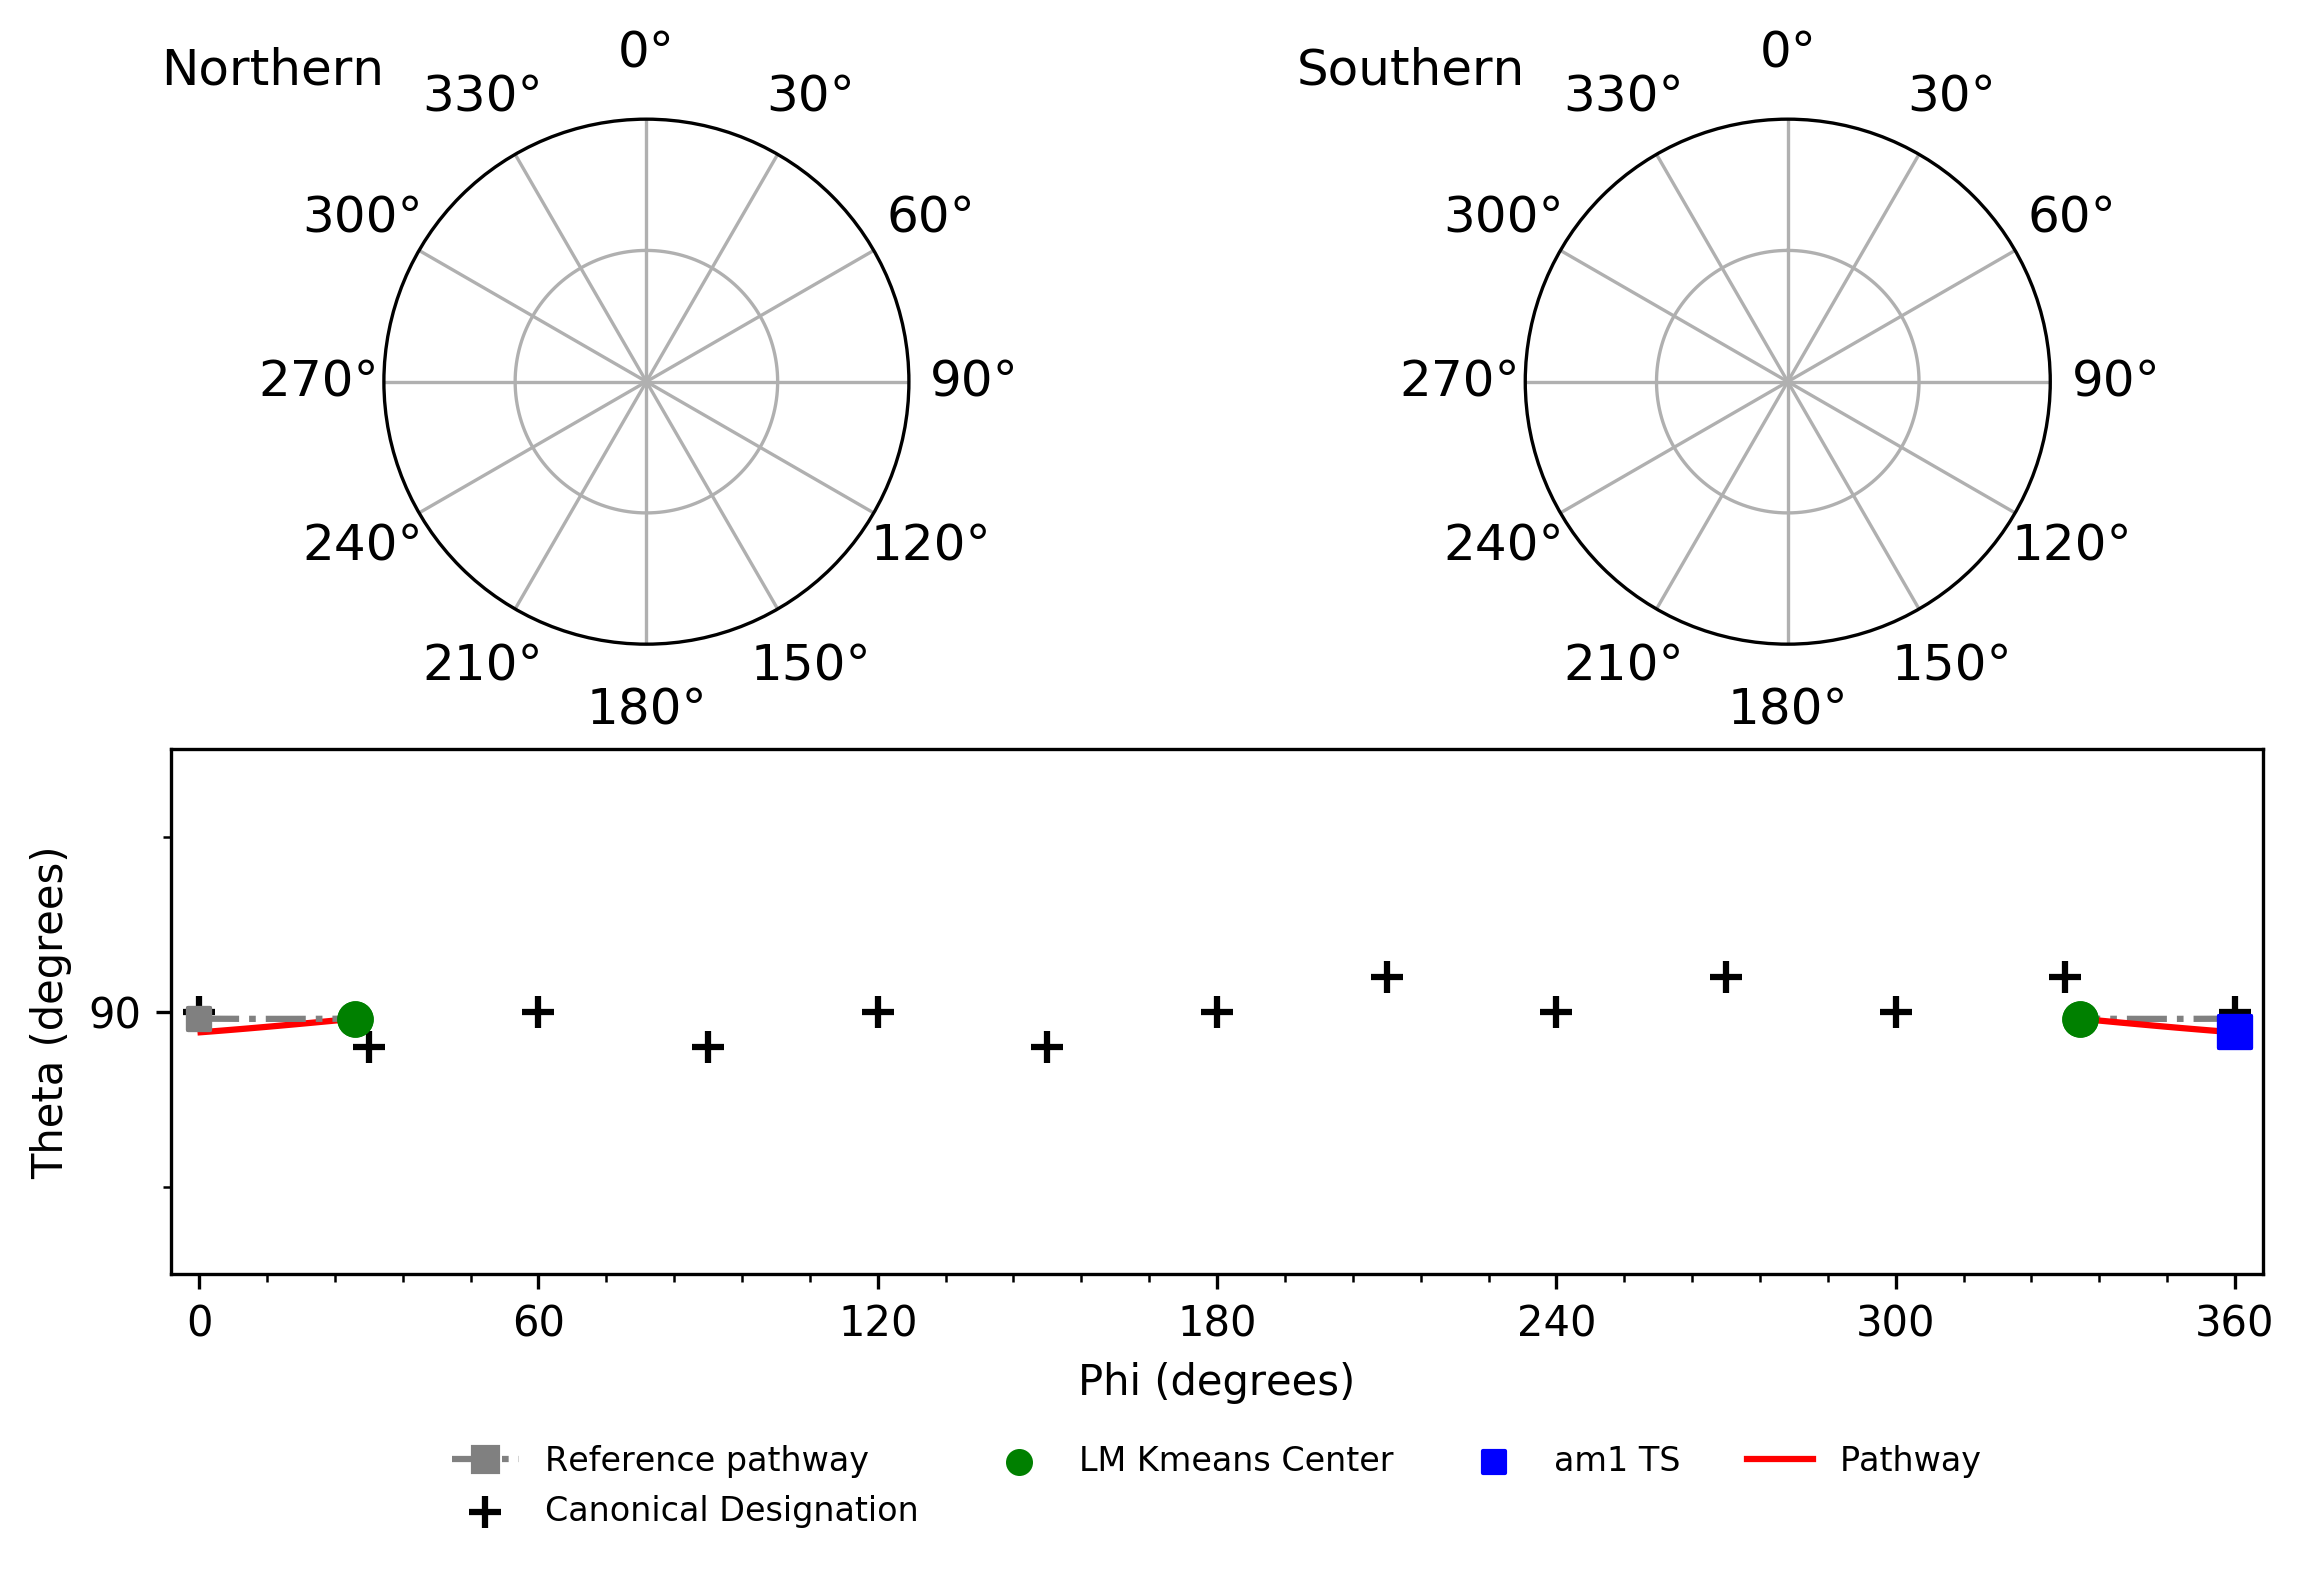 Northern
0°
30°
60°
90°
120°
150°
180°
210°
240°
270°
300°
330°
Southern
0°
30°
60°
90°
120°
150°
180°
210°
240°
270°
300°
330°
Theta (degrees)
90
0 60 120 180 240 300 360
Phi (degrees)
Reference pathway
Canonical Designation
LM Kmeans Center
am1 TS
Pathway